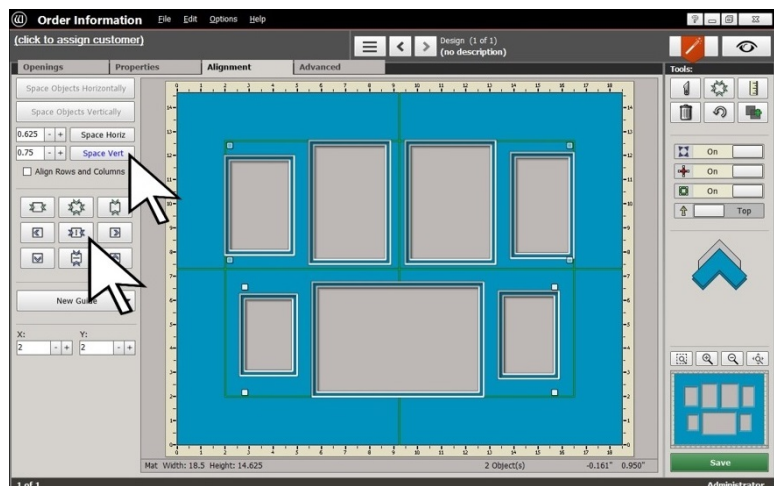 Order Information File Edit Options Help
(click to assign customer)
Design (1 of 1)
(no description)
Openings Properties Alignment Advanced
Tools:
Space Objects Horizontally
Space Objects Vertically
0.625 - + Space Horiz
0.75 - + Space Vert
Align Rows and Columns
On
On
On
Top
New Guide
X: Y:
2 - + 2 - +
Mat Width: 18.5 Height: 14.625 2 Object(s) -0.161" 0.950"
Save
1 of 1 Administrator